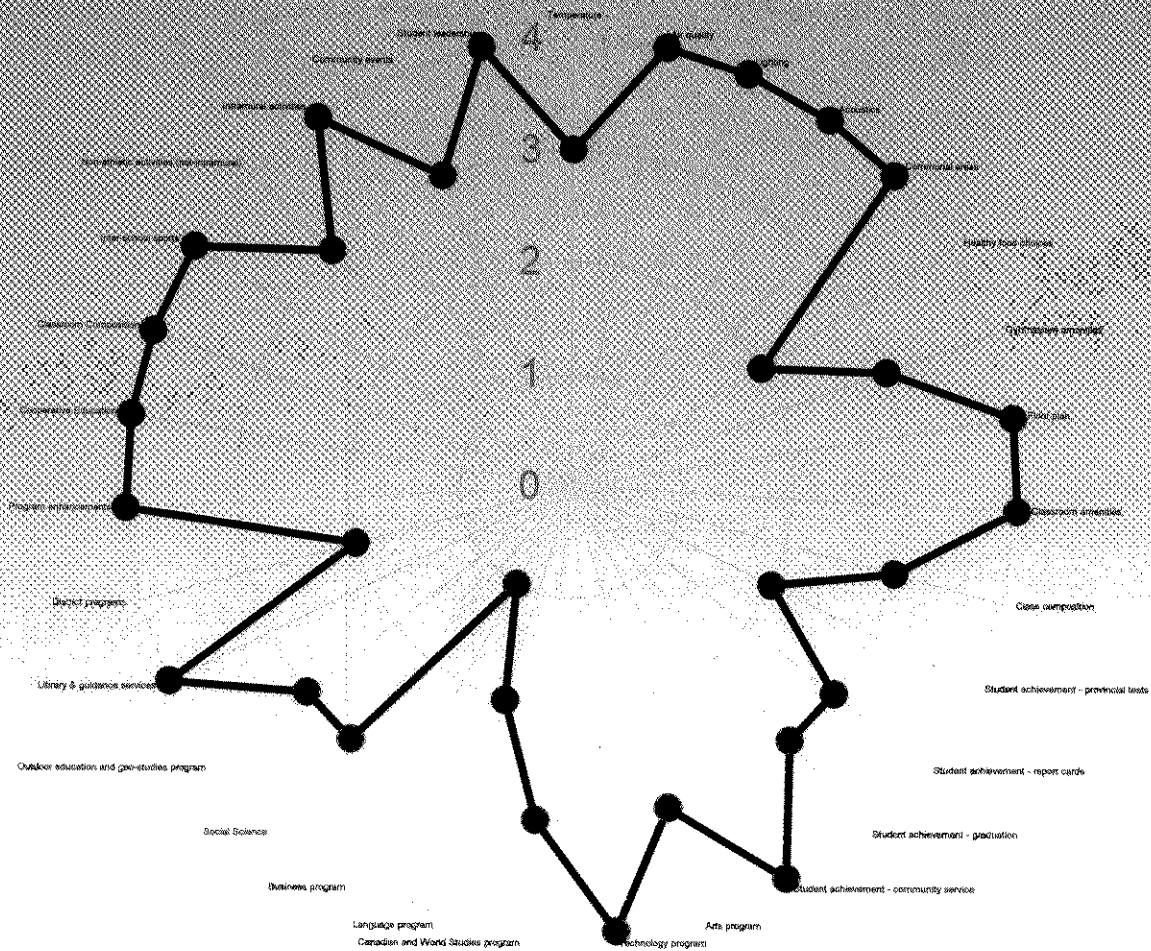 Temperature
Student leadership
4
Air quality
Community events
Lighting
Intramural activities
Acoustics
3
Non-athletic activities (not intramural)
Communal areas
Inter-school sports
Healthy food choices
2
Classroom Composition
Gymnasium amenities
1
Cooperative Education
Floor plan
0
Program enhancements
Classroom amenities
District programs
Class composition
Library & guidance services
Student achievement - provincial tests
Outdoor education and geo-studies program
Student achievement - report cards
Social Science
Student achievement - graduation
Business program
Student achievement - community service
Language program
Arts program
Canadian and World Studies program
Technology program